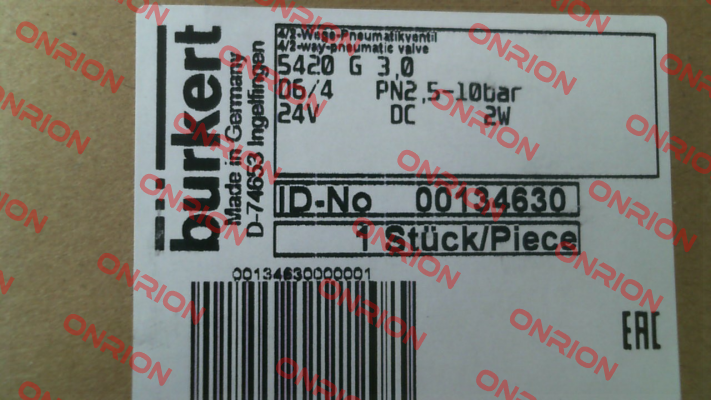 bürkert
Made in Germany
D-74653 Ingelfingen
4/2-Wege-Pneumatikventil
4/2-way-pneumatic valve
5420 G 3,0
D6/4 PN2,5-10bar
24V DC 2W
ID-No 00134630
1 Stück/Piece
00134630000001
EAC
ONRION